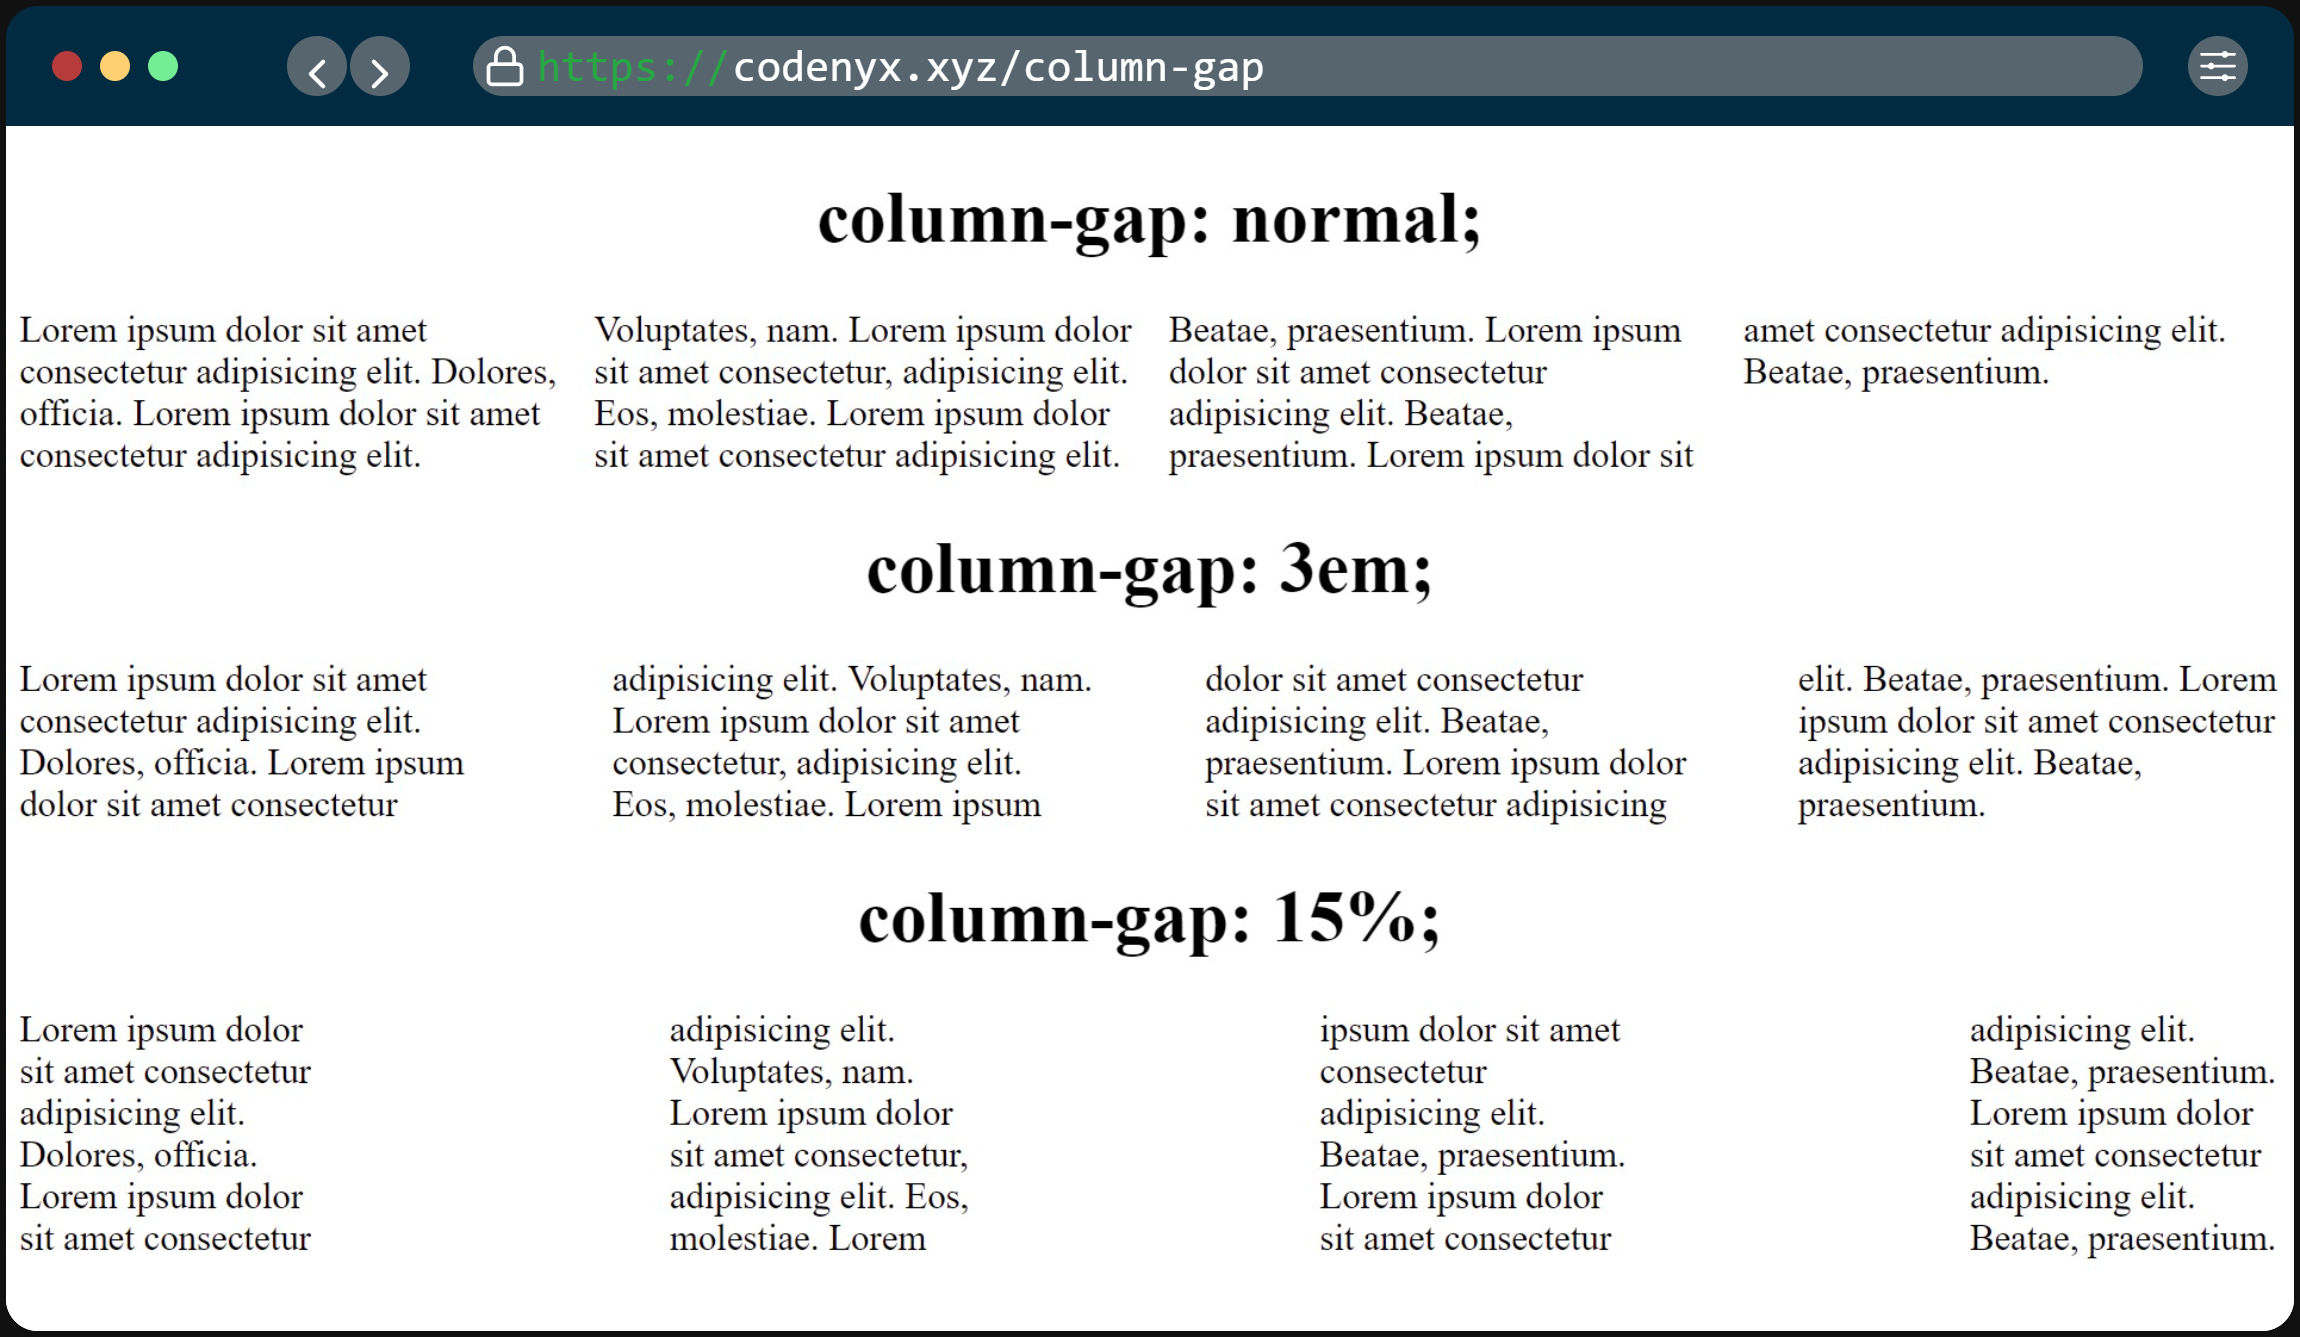 https://codenyx.xyz/column-gap
column-gap: normal;
Lorem ipsum dolor sit amet
consectetur adipisicing elit. Dolores,
officia. Lorem ipsum dolor sit amet
consectetur adipisicing elit.
Voluptates, nam. Lorem ipsum dolor
sit amet consectetur, adipisicing elit.
Eos, molestiae. Lorem ipsum dolor
sit amet consectetur adipisicing elit.
Beatae, praesentium. Lorem ipsum
dolor sit amet consectetur
adipisicing elit. Beatae,
praesentium. Lorem ipsum dolor sit
amet consectetur adipisicing elit.
Beatae, praesentium.
column-gap: 3em;
Lorem ipsum dolor sit amet
consectetur adipisicing elit.
Dolores, officia. Lorem ipsum
dolor sit amet consectetur
adipisicing elit. Voluptates, nam.
Lorem ipsum dolor sit amet
consectetur, adipisicing elit.
Eos, molestiae. Lorem ipsum
dolor sit amet consectetur
adipisicing elit. Beatae,
praesentium. Lorem ipsum dolor
sit amet consectetur adipisicing
elit. Beatae, praesentium. Lorem
ipsum dolor sit amet consectetur
adipisicing elit. Beatae,
praesentium.
column-gap: 15%;
Lorem ipsum dolor
sit amet consectetur
adipisicing elit.
Dolores, officia.
Lorem ipsum dolor
sit amet consectetur
adipisicing elit.
Voluptates, nam.
Lorem ipsum dolor
sit amet consectetur,
adipisicing elit. Eos,
molestiae. Lorem
ipsum dolor sit amet
consectetur
adipisicing elit.
Beatae, praesentium.
Lorem ipsum dolor
sit amet consectetur
adipisicing elit.
Beatae, praesentium.
Lorem ipsum dolor
sit amet consectetur
adipisicing elit.
Beatae, praesentium.